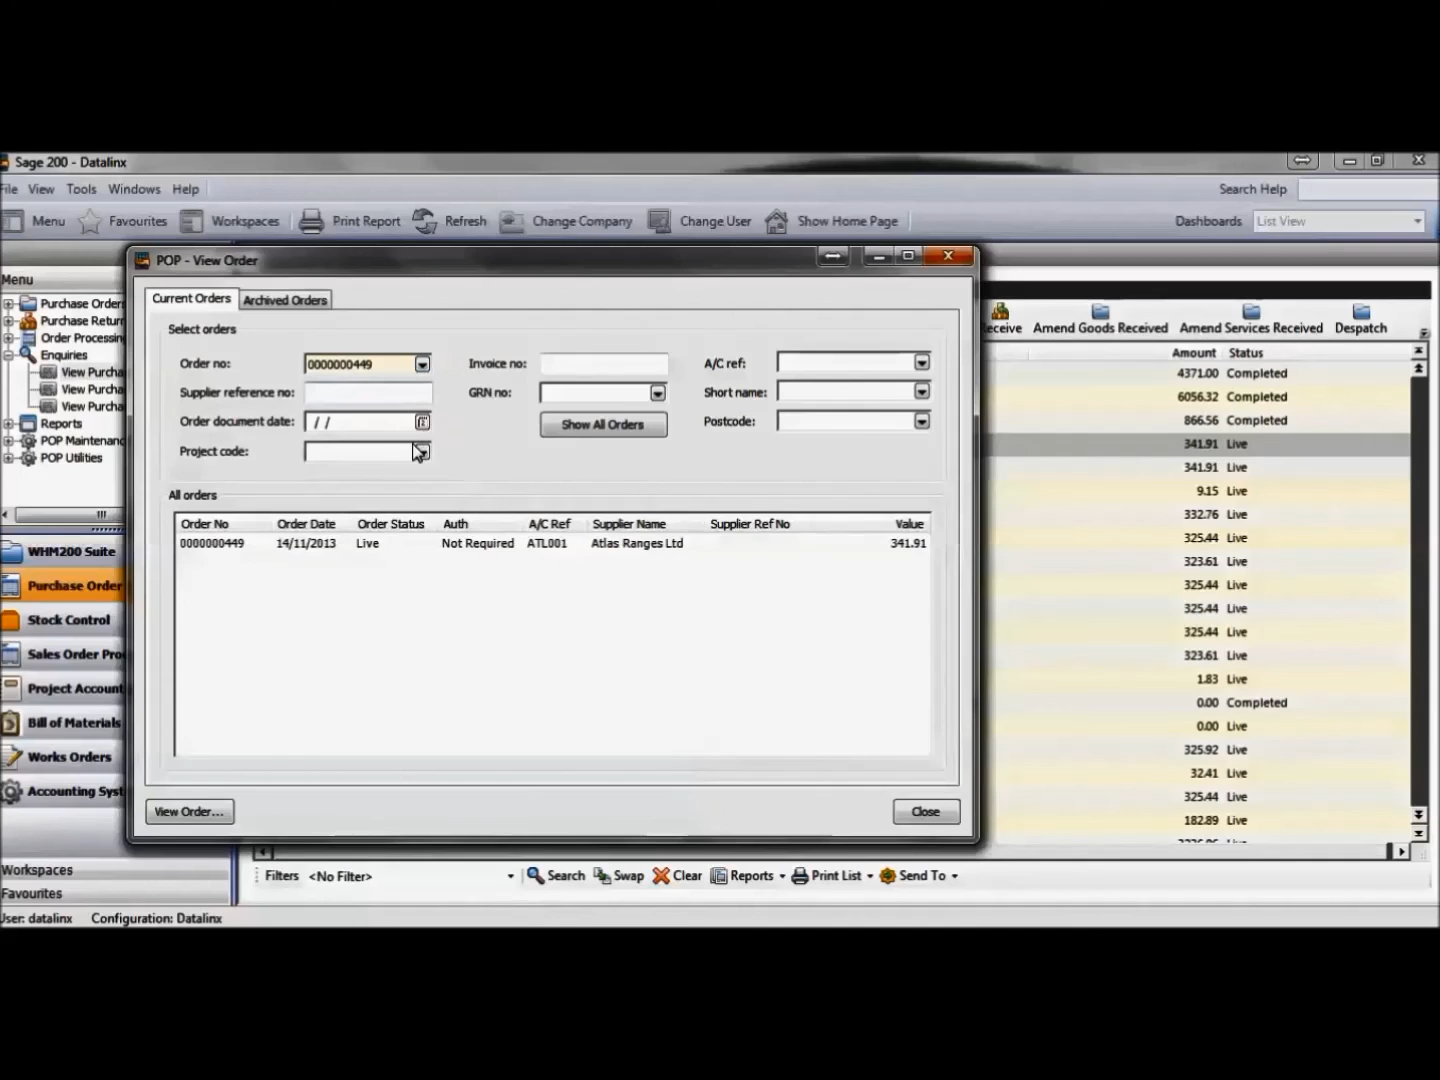 Sage 200 - Datalinx
File View Tools Windows Help
Search Help
Menu Favourites Workspaces Print Report Refresh Change Company Change User Show Home Page
Dashboards List View
POP - View Order
Menu
Purchase Orders
Purchase Retur
Order Processing
Enquiries
View Purcha
View Purcha
View Purcha
Reports
POP Maintenanc
POP Utilities
WHM200 Suite
Purchase Order
Stock Control
Sales Order Pro
Project Account
Bill of Materials
Works Orders
Accounting Syst
Workspaces
Favourites
Current Orders Archived Orders
Select orders
Order no: 0000000449 Invoice no: A/C ref:
Supplier reference no: GRN no: Short name:
Order document date: / / Show All Orders Postcode:
Project code:
All orders
Order No Order Date Order Status Auth A/C Ref Supplier Name Supplier Ref No Value
0000000449 14/11/2013 Live Not Required ATL001 Atlas Ranges Ltd 341.91
View Order... Close
eceive Amend Goods Received Amend Services Received Despatch
Amount Status
4371.00 Completed
6056.32 Completed
866.56 Completed
341.91 Live
341.91 Live
9.15 Live
332.76 Live
325.44 Live
323.61 Live
325.44 Live
325.44 Live
325.44 Live
323.61 Live
1.83 Live
0.00 Completed
0.00 Live
325.92 Live
32.41 Live
325.44 Live
182.89 Live
Filters <No Filter> Search Swap Clear Reports Print List Send To
User: datalinx Configuration: Datalinx